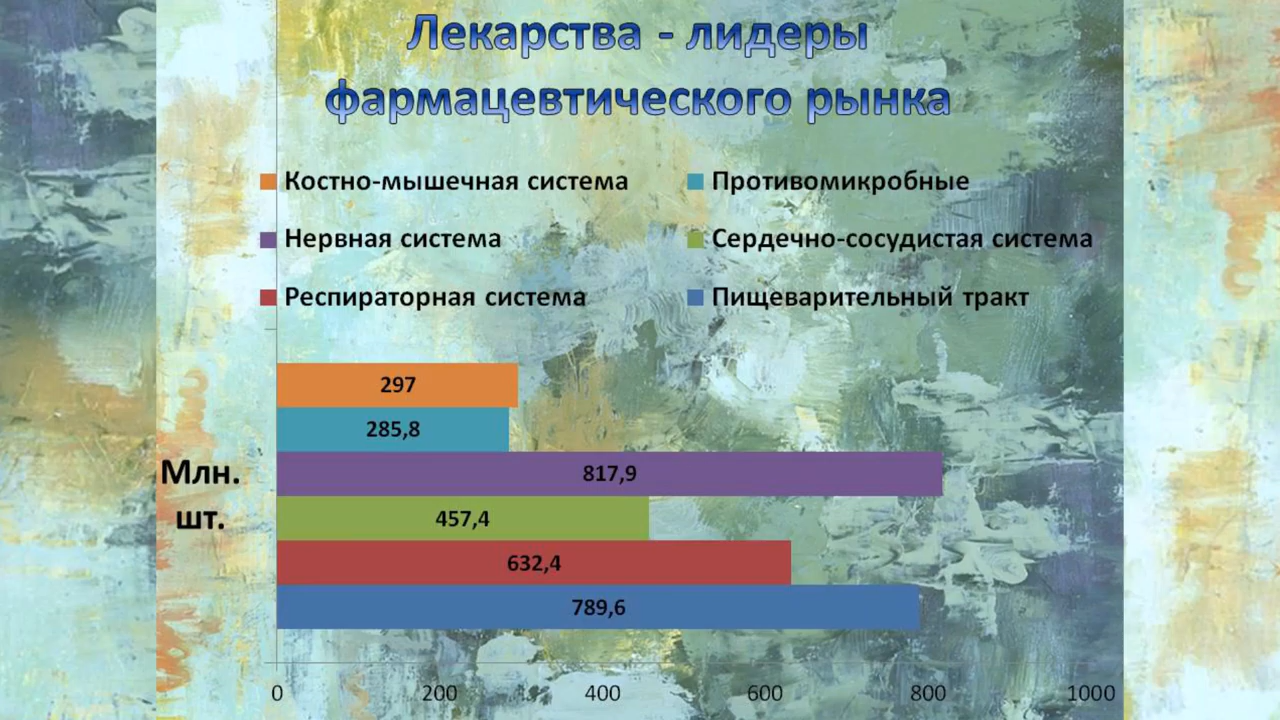 Лекарства - лидеры
фармацевтического рынка
Костно-мышечная система
Противомикробные
Нервная система
Сердечно-сосудистая система
Респираторная система
Пищеварительный тракт
297
285,8
817,9
457,4
632,4
789,6
Млн.
шт.
0 200 400 600 800 1000